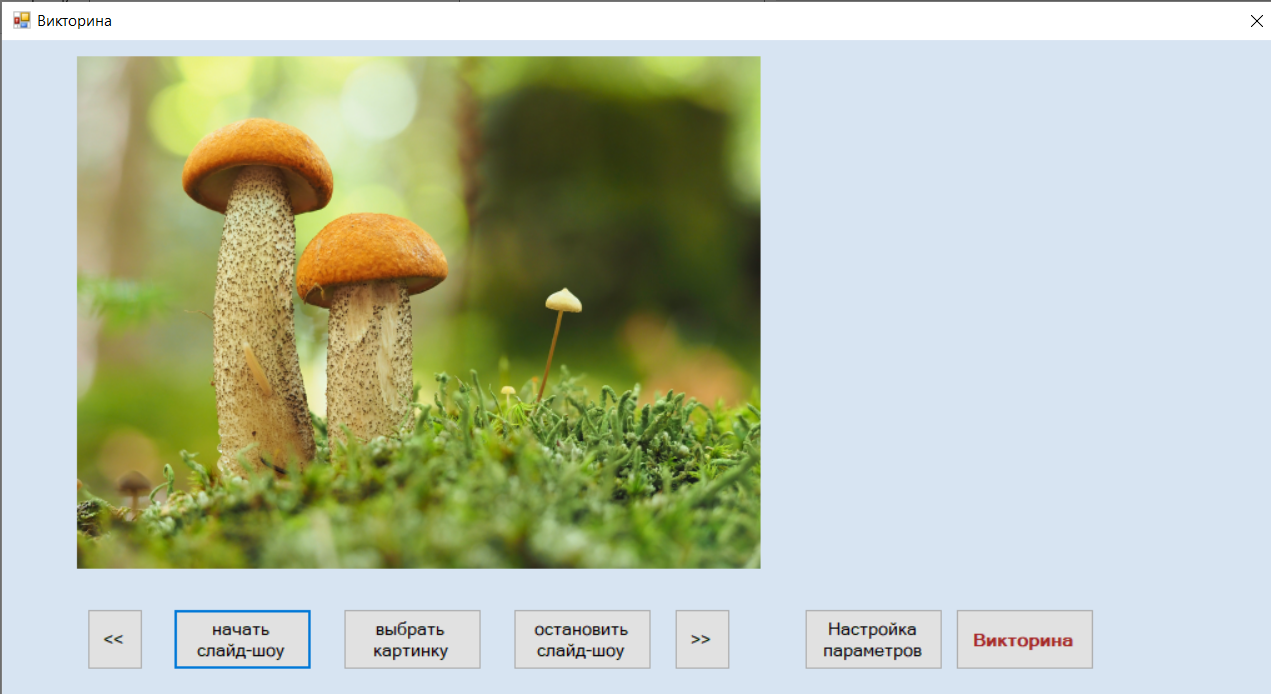 Викторина
<<
начать
слайд-шоу
выбрать
картинку
остановить
слайд-шоу
>>
Настройка
параметров
Викторина